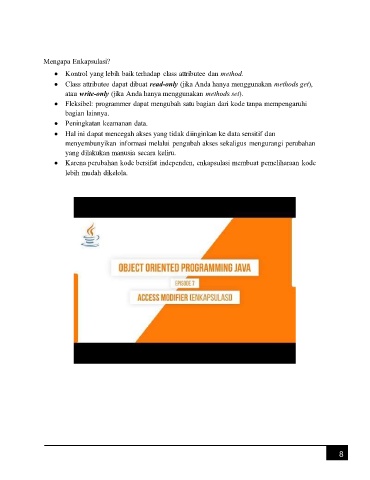 Mengapa Enkapsulasi?
• Kontrol yang lebih baik terhadap class attributee dan method.
• Class attributee dapat dibuat read-only (jika Anda hanya menggunakan methods get),
atau write-only (jika Anda hanya menggunakan methods set).
• Fleksibel: programmer dapat mengubah satu bagian dari kode tanpa mempengaruhi
bagian lainnya.
• Peningkatan keamanan data.
• Hal ini dapat mencegah akses yang tidak diinginkan ke data sensitif dan
menyembunyikan informasi melalui pengubah akses sekaligus mengurangi perubahan
yang dilakukan manusia secara keliru.
• Karena perubahan kode bersifat independen, enkapsulasi membuat pemeliharaan kode
lebih mudah dikelola.
Java
OBJECT ORIENTED PROGRAMMING JAVA
EPISODE 7
ACCESS MODIFIER (ENKAPSULASI)
8